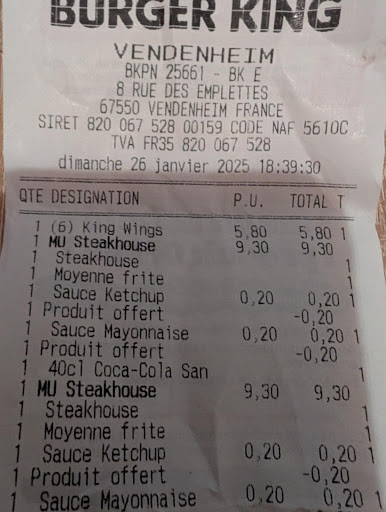 BURGER KING
VENDENHEIM
BKPN 25661 - BK E
8 RUE DES EMPLETTES
67550 VENDENHEIM FRANCE
SIRET 820 067 528 00159 CODE NAF 5610C
TVA FR35 820 067 528
dimanche 26 janvier 2025 18:39:30
QTE DESIGNATION P.U. TOTAL T
1 (6) King Wings 5,80 5,80 1
1 MU Steakhouse 9,30 9,30
1 Steakhouse 1
1 Moyenne frite 1
1 Sauce Ketchup 0,20 0,20 1
1 Produit offert -0,20
1 Sauce Mayonnaise 0,20 0,20 1
1 Produit offert -0,20
1 40cl Coca-Cola San 1
1 MU Steakhouse 9,30 9,30
1 Steakhouse 1
1 Moyenne frite 1
1 Sauce Ketchup 0,20 0,20 1
1 Produit offert -0,20
1 Sauce Mayonnaise 0,20 0,20 1